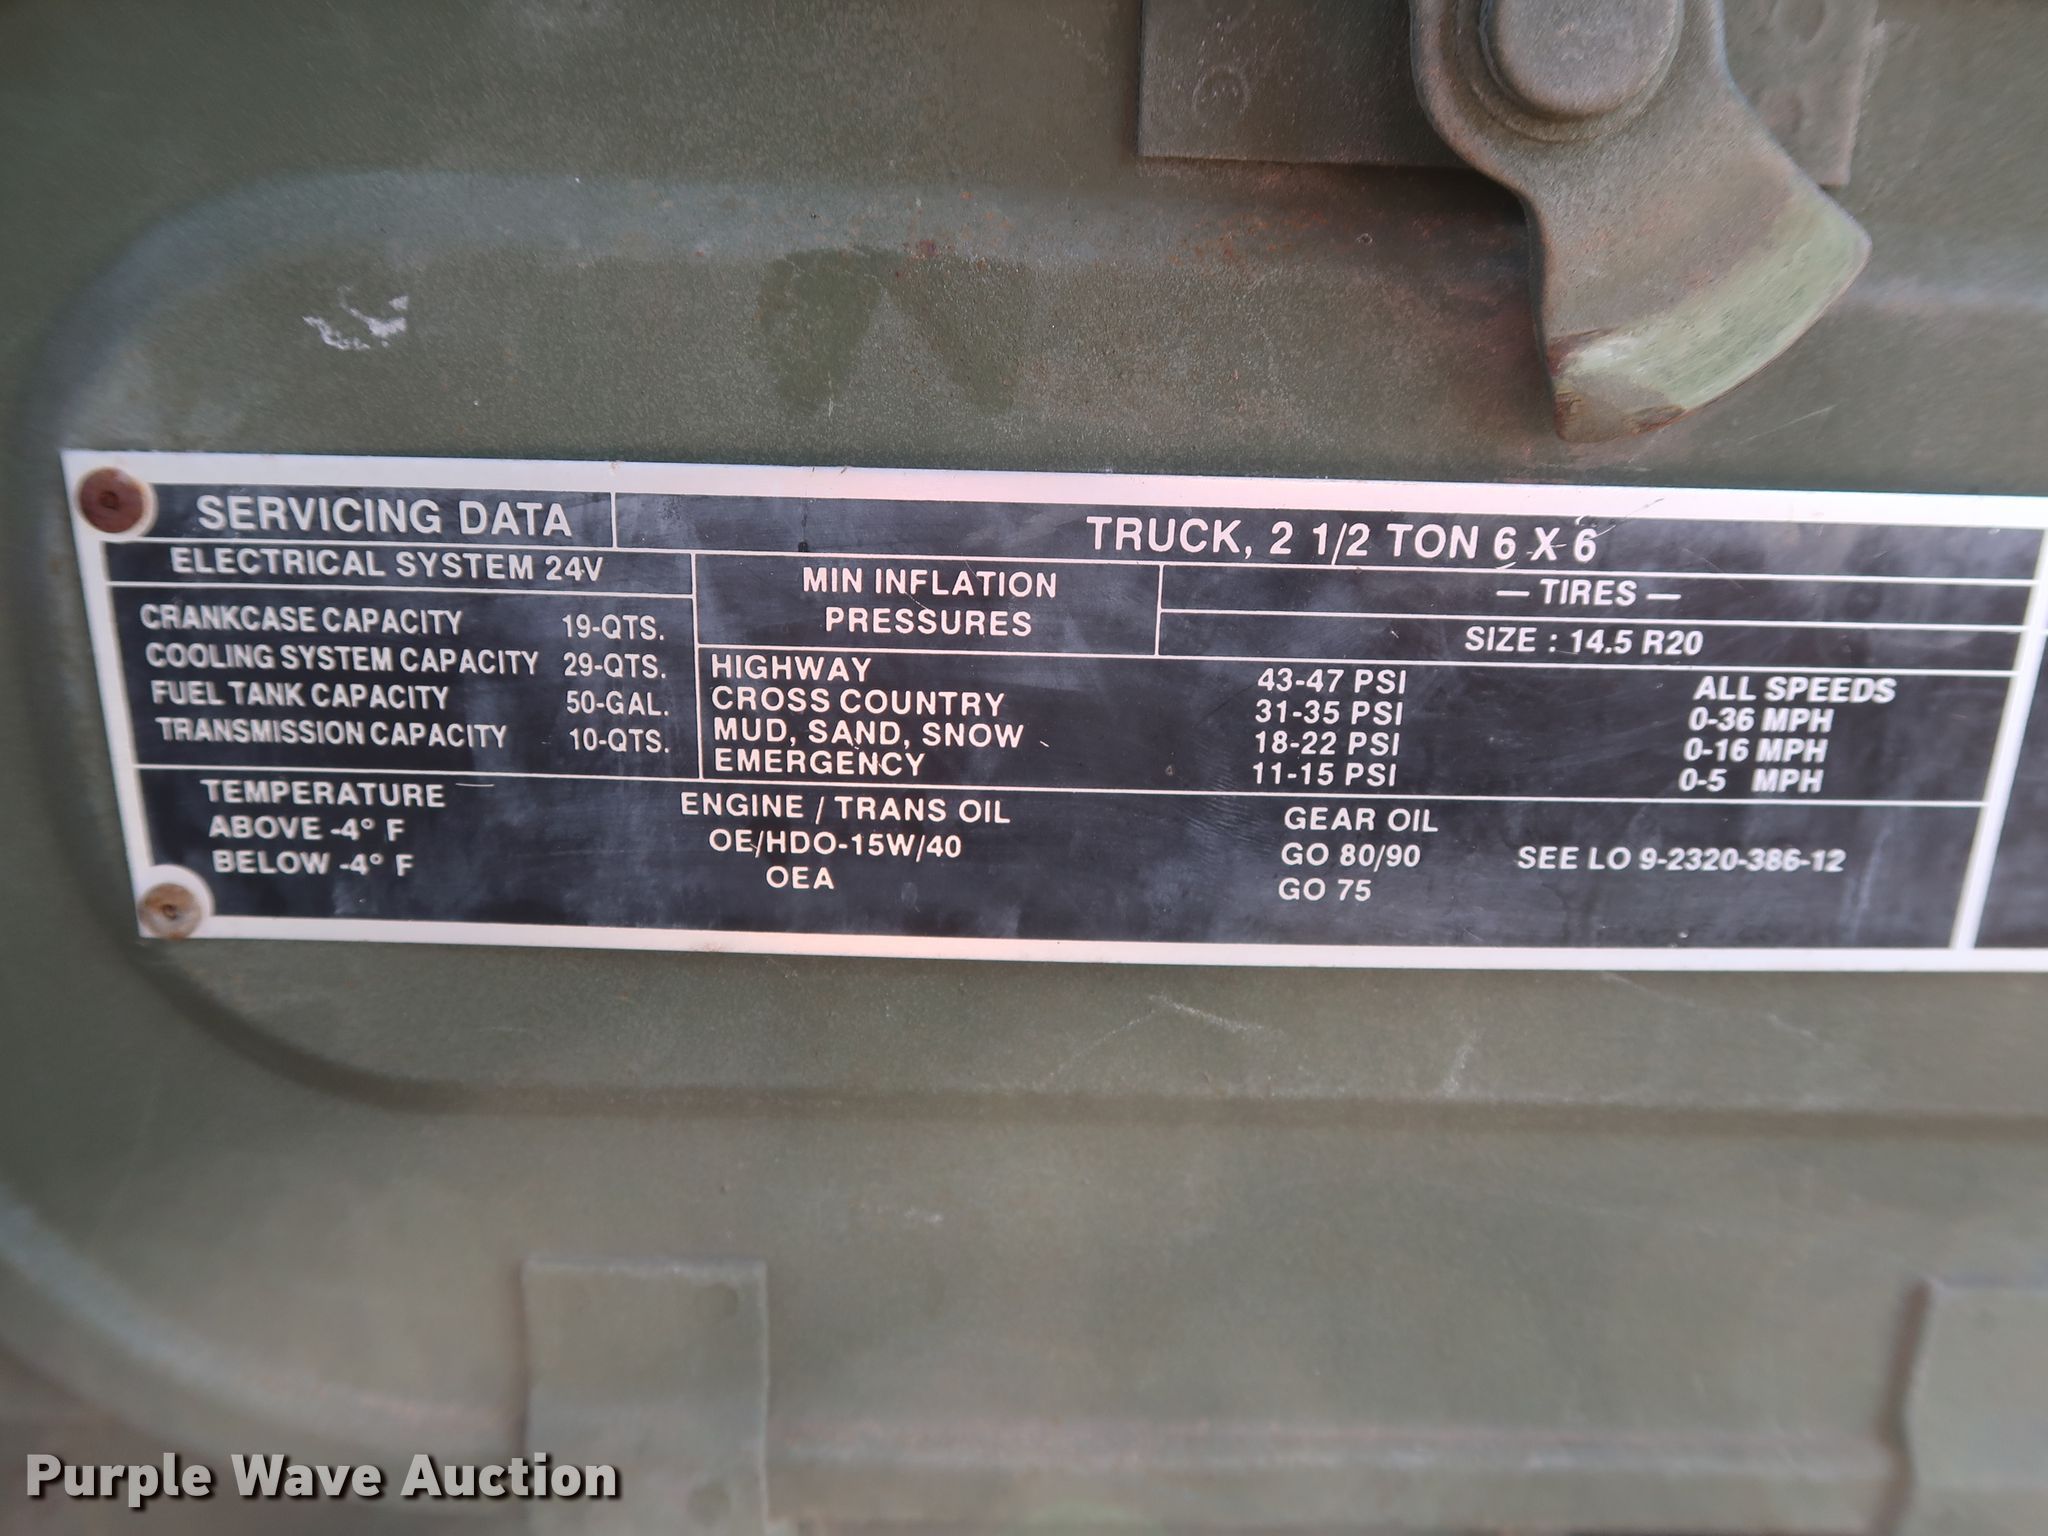 SERVICING DATA
TRUCK, 2 1/2 TON 6 X 6
ELECTRICAL SYSTEM 24V
CRANKCASE CAPACITY 19-QTS.
COOLING SYSTEM CAPACITY 29-QTS.
FUEL TANK CAPACITY 50-GAL.
TRANSMISSION CAPACITY 10-QTS.
MIN INFLATION
PRESSURES
— TIRES —
SIZE : 14.5 R20
HIGHWAY 43-47 PSI ALL SPEEDS
CROSS COUNTRY 31-35 PSI 0-36 MPH
MUD, SAND, SNOW 18-22 PSI 0-16 MPH
EMERGENCY 11-15 PSI 0-5 MPH
TEMPERATURE ENGINE / TRANS OIL GEAR OIL
ABOVE -4° F OE/HDO-15W/40 GO 80/90 SEE LO 9-2320-386-12
BELOW -4° F OEA GO 75
Purple Wave Auction